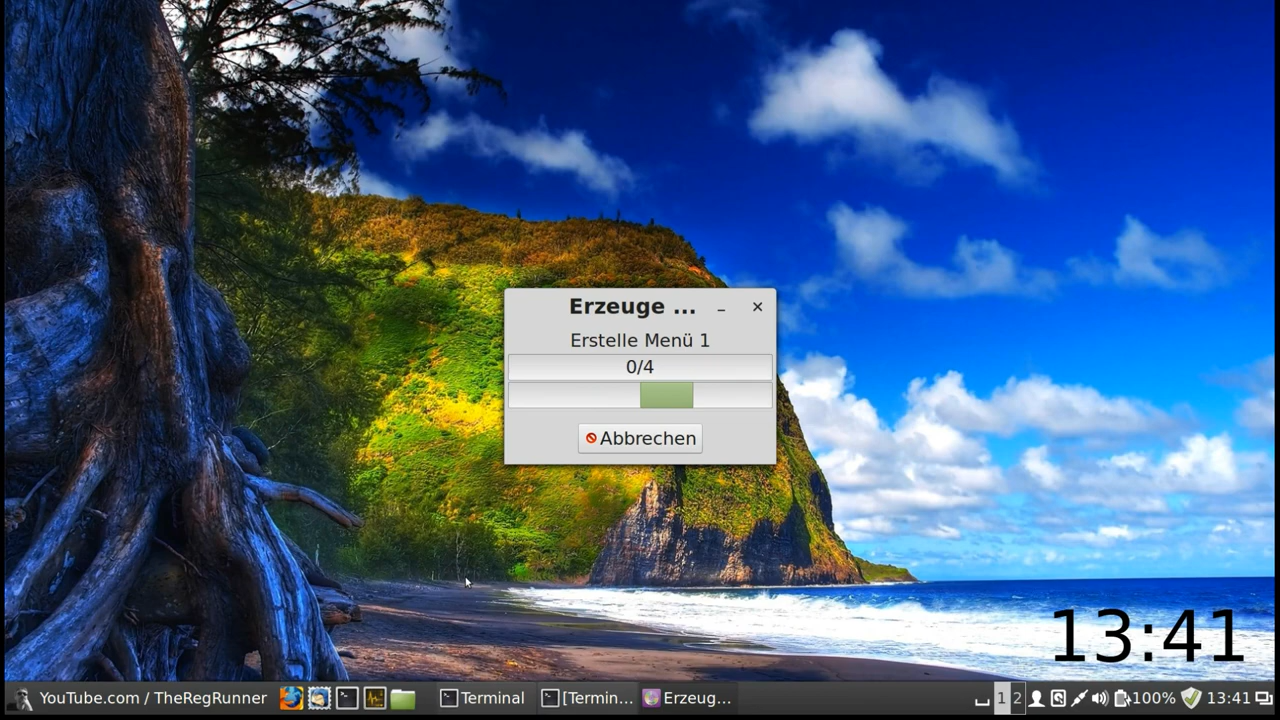 Erzeuge ...
Erstelle Menü 1
0/4
Abbrechen
13:41
YouTube.com / TheRegRunner Terminal [Termin... Erzeug... 1 2 100% 13:41